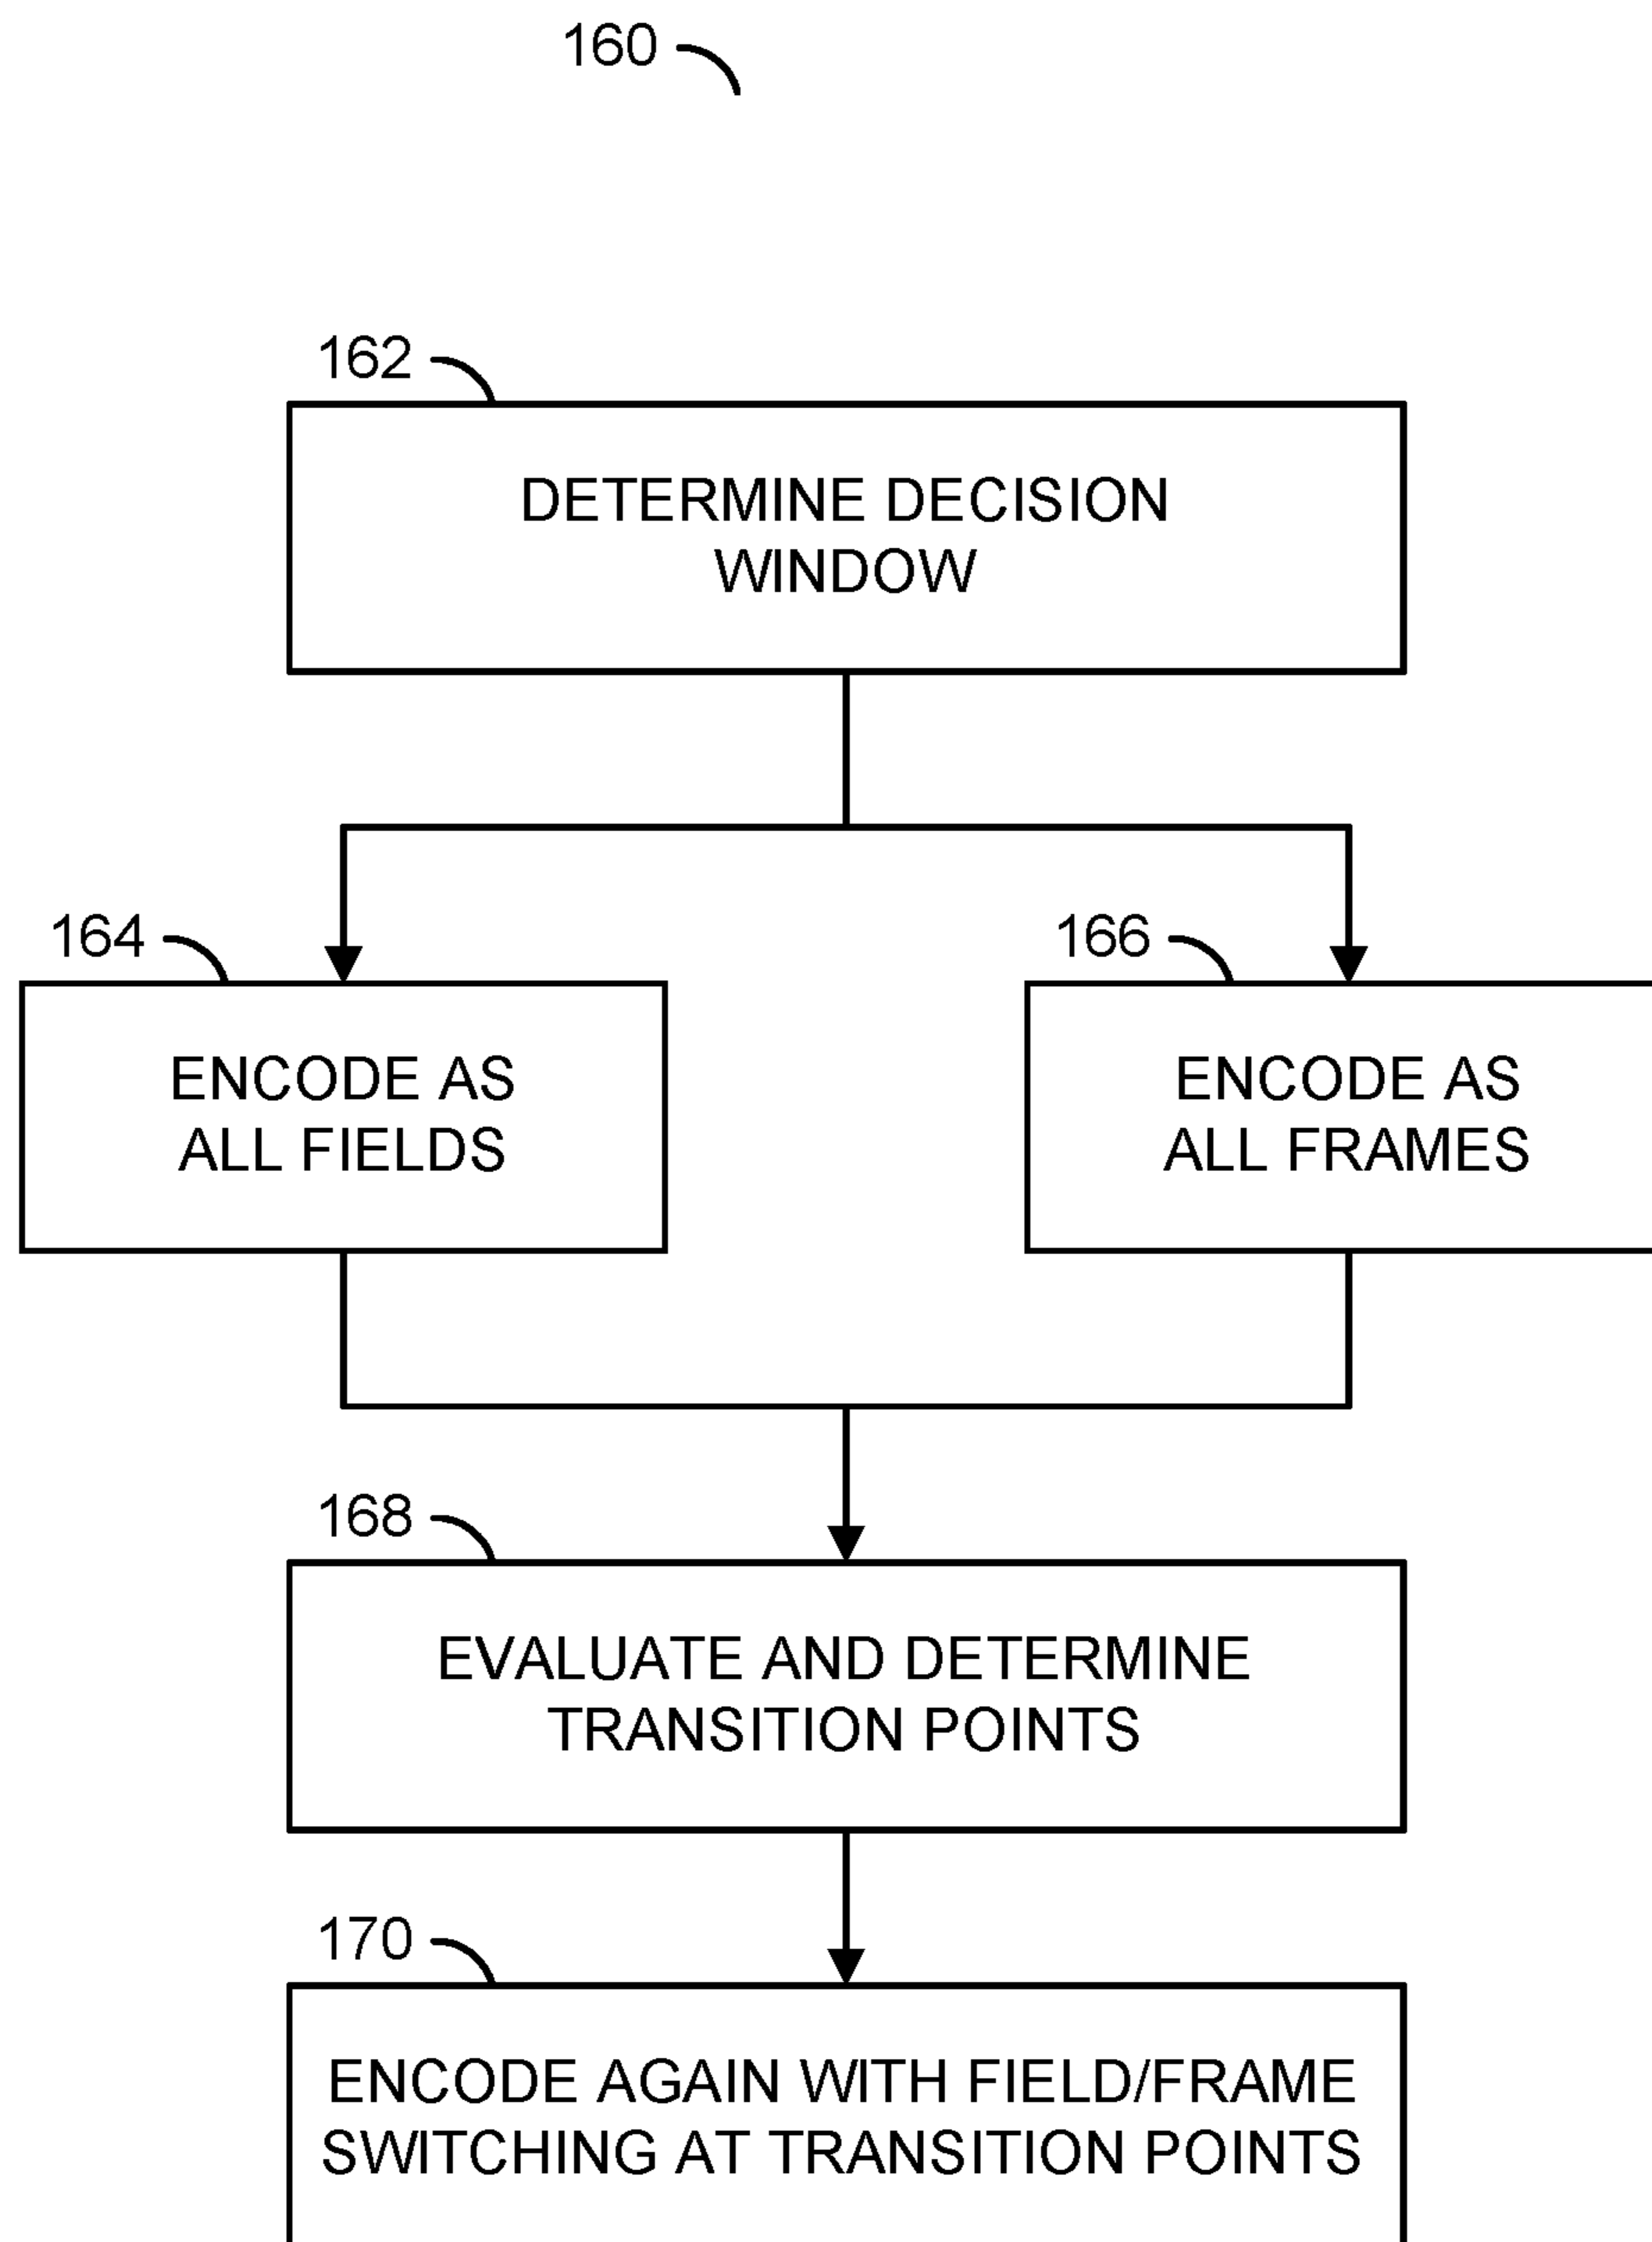 160
162
DETERMINE DECISION
WINDOW
164
ENCODE AS
ALL FIELDS
166
ENCODE AS
ALL FRAMES
168
EVALUATE AND DETERMINE
TRANSITION POINTS
170
ENCODE AGAIN WITH FIELD/FRAME
SWITCHING AT TRANSITION POINTS